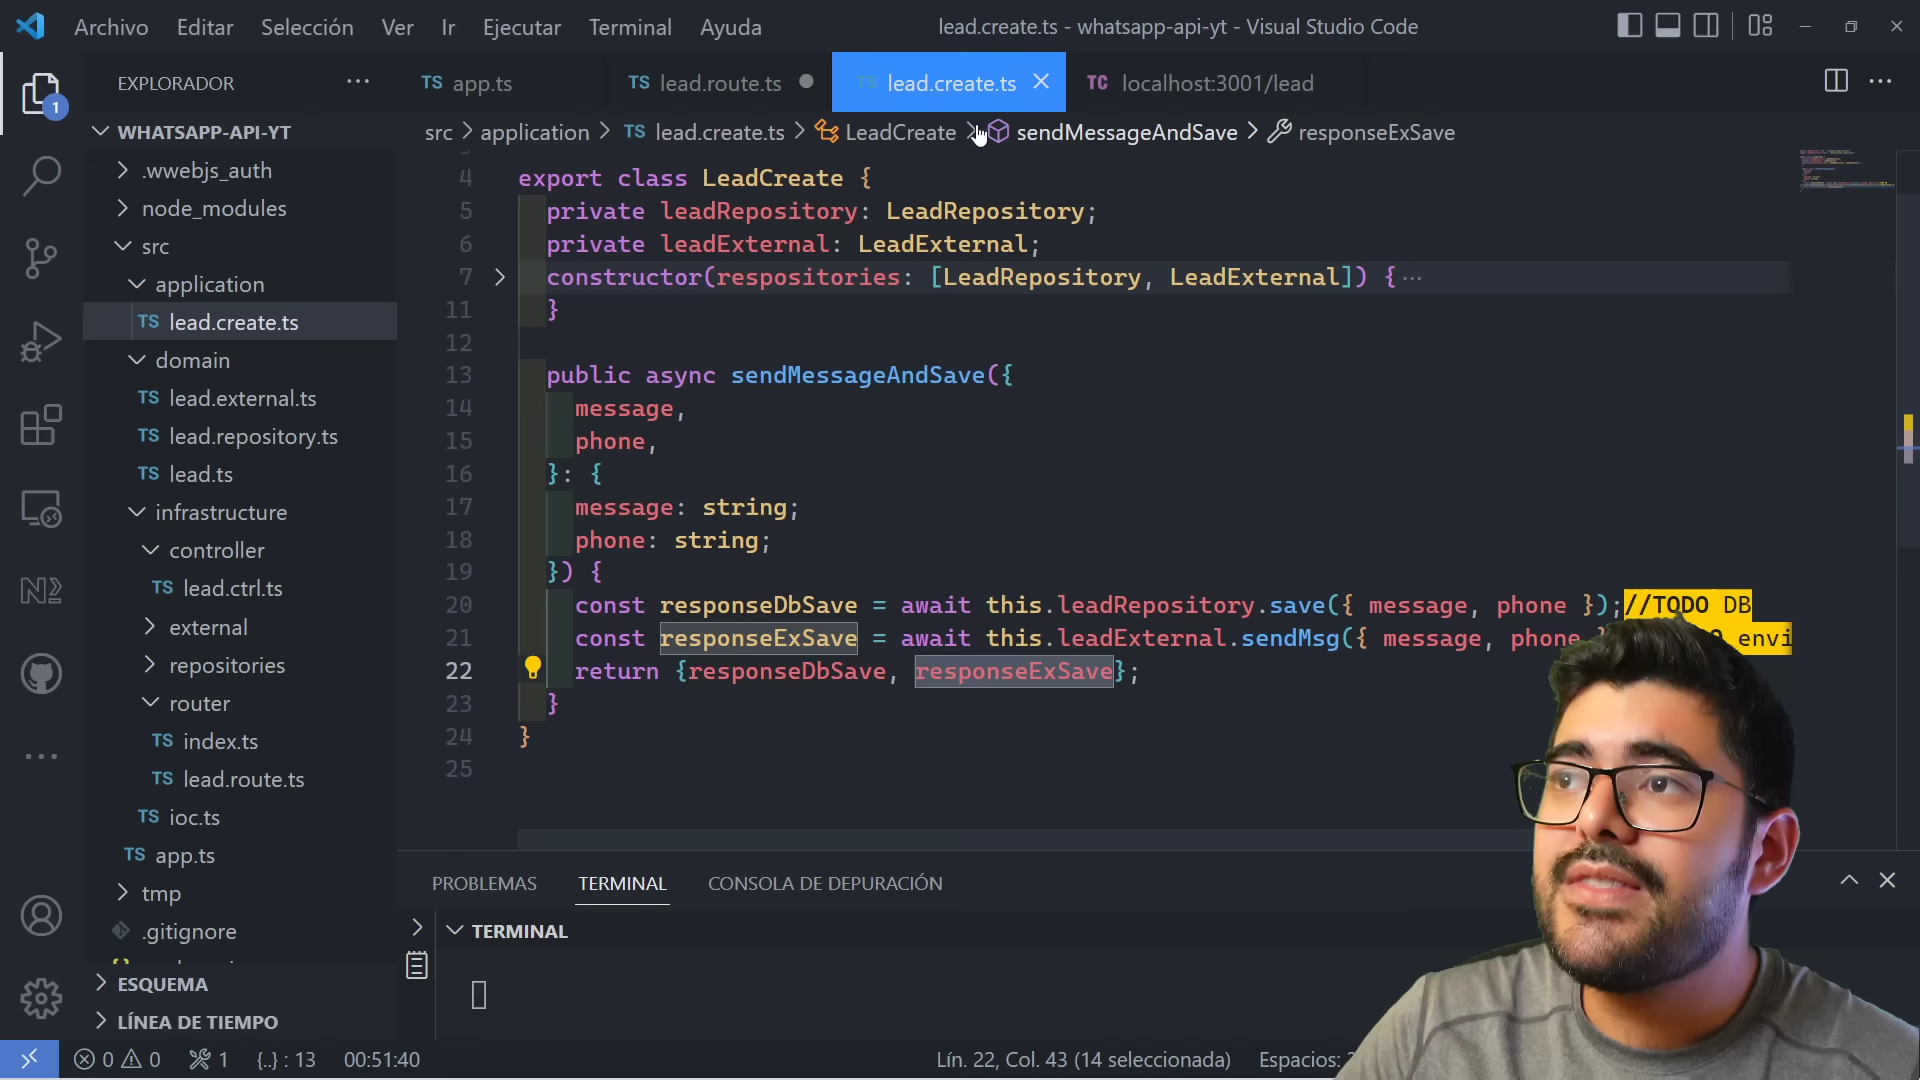 Archivo Editar Selección Ver Ir Ejecutar Terminal Ayuda
lead.create.ts - whatsapp-api-yt - Visual Studio Code
EXPLORADOR ···
1
WHATSAPP-API-YT
.wwebjs_auth
node_modules
src
application
TS lead.create.ts
domain
TS lead.external.ts
TS lead.repository.ts
TS lead.ts
infrastructure
controller
TS lead.ctrl.ts
external
repositories
router
TS index.ts
TS lead.route.ts
TS ioc.ts
TS app.ts
tmp
.gitignore
ESQUEMA
LÍNEA DE TIEMPO
TS app.ts
TS lead.route.ts
TS lead.create.ts
TC localhost:3001/lead
src > application > TS lead.create.ts > LeadCreate > sendMessageAndSave > responseExSave
4 export class LeadCreate {
5 private leadRepository: LeadRepository;
6 private leadExternal: LeadExternal;
7 constructor(respositories: [LeadRepository, LeadExternal]) {···
11 }
12
13 public async sendMessageAndSave({
14 message,
15 phone,
16 }: {
17 message: string;
18 phone: string;
19 }) {
20 const responseDbSave = await this.leadRepository.save({ message, phone });//TODO DB
21 const responseExSave = await this.leadExternal.sendMsg({ message, phone envi
22 return {responseDbSave, responseExSave};
23 }
24 }
25
PROBLEMAS TERMINAL CONSOLA DE DEPURACIÓN
TERMINAL
0 0 1 {..} : 13 00:51:40
Lín. 22, Col. 43 (14 seleccionada) Espacios: